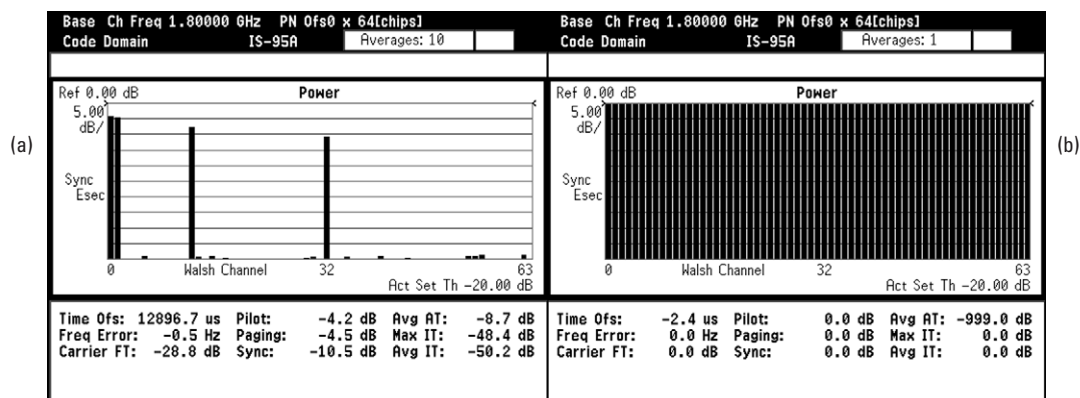 (a)
Base Ch Freq 1.80000 GHz PN Ofs0 x 64[chips]
Code Domain IS-95A Averages: 10
Ref 0.00 dB Power
5.00
dB/
Sync
Esec
0 Walsh Channel 32 63
Act Set Th -20.00 dB
Time Ofs: 12896.7 us Pilot: -4.2 dB Avg AT: -8.7 dB
Freq Error: -0.5 Hz Paging: -4.5 dB Max IT: -48.4 dB
Carrier FT: -28.8 dB Sync: -10.5 dB Avg IT: -50.2 dB
Base Ch Freq 1.80000 GHz PN Ofs0 x 64[chips]
Code Domain IS-95A Averages: 1
Ref 0.00 dB Power
5.00
dB/
Sync
Esec
0 Walsh Channel 32 63
Act Set Th -20.00 dB
Time Ofs: -2.4 us Pilot: 0.0 dB Avg AT: -999.0 dB
Freq Error: 0.0 Hz Paging: 0.0 dB Max IT: 0.0 dB
Carrier FT: 0.0 dB Sync: 0.0 dB Avg IT: 0.0 dB
(b)